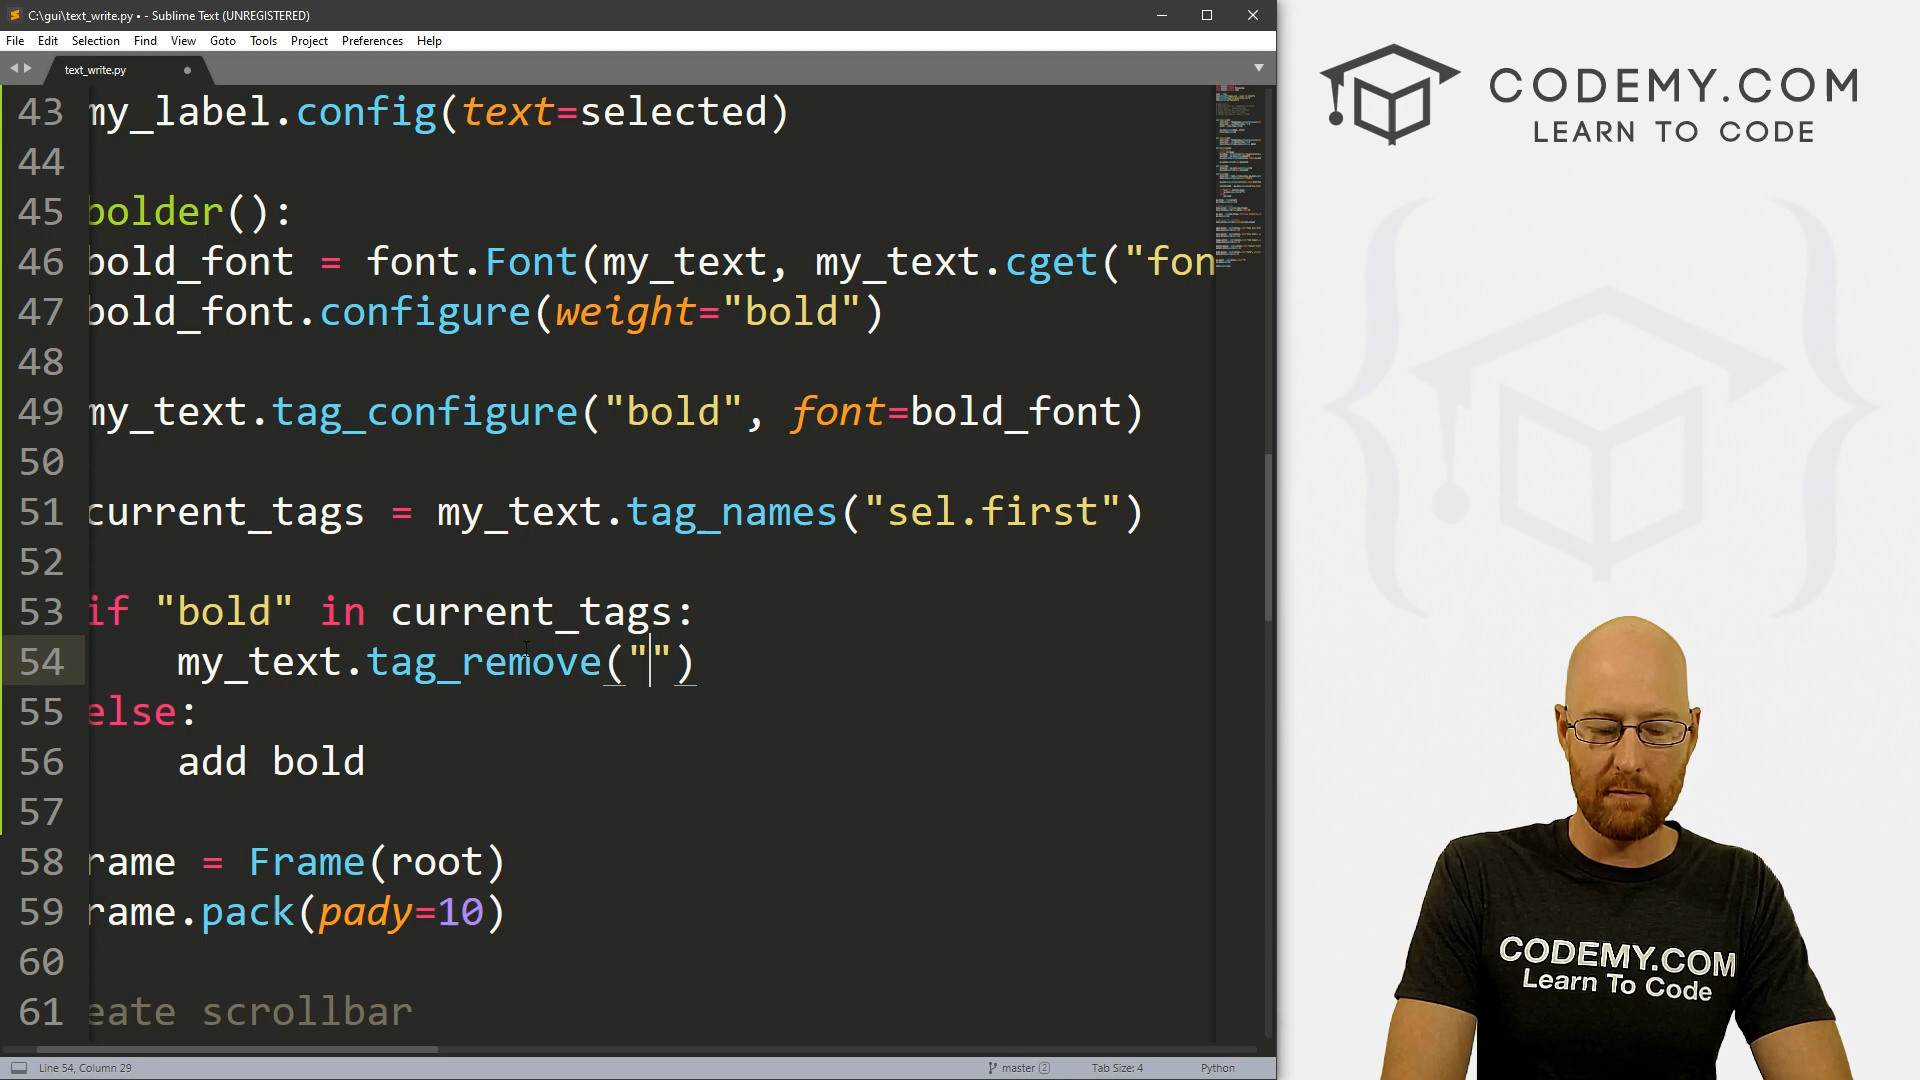 C:\gui\text_write.py • - Sublime Text (UNREGISTERED)
File Edit Selection Find View Goto Tools Project Preferences Help
text_write.py
43 my_label.config(text=selected)
44
45 bolder():
46 bold_font = font.Font(my_text, my_text.cget("fon
47 bold_font.configure(weight="bold")
48
49 my_text.tag_configure("bold", font=bold_font)
50
51 current_tags = my_text.tag_names("sel.first")
52
53 if "bold" in current_tags:
54 my_text.tag_remove("")
55 else:
56 add bold
57
58 rame = Frame(root)
59 rame.pack(pady=10)
60
61 eate scrollbar
Line 54, Column 29
master 2
Tab Size: 4
Python
CODEMY.COM
LEARN TO CODE
CODEMY.COM
Learn To Code